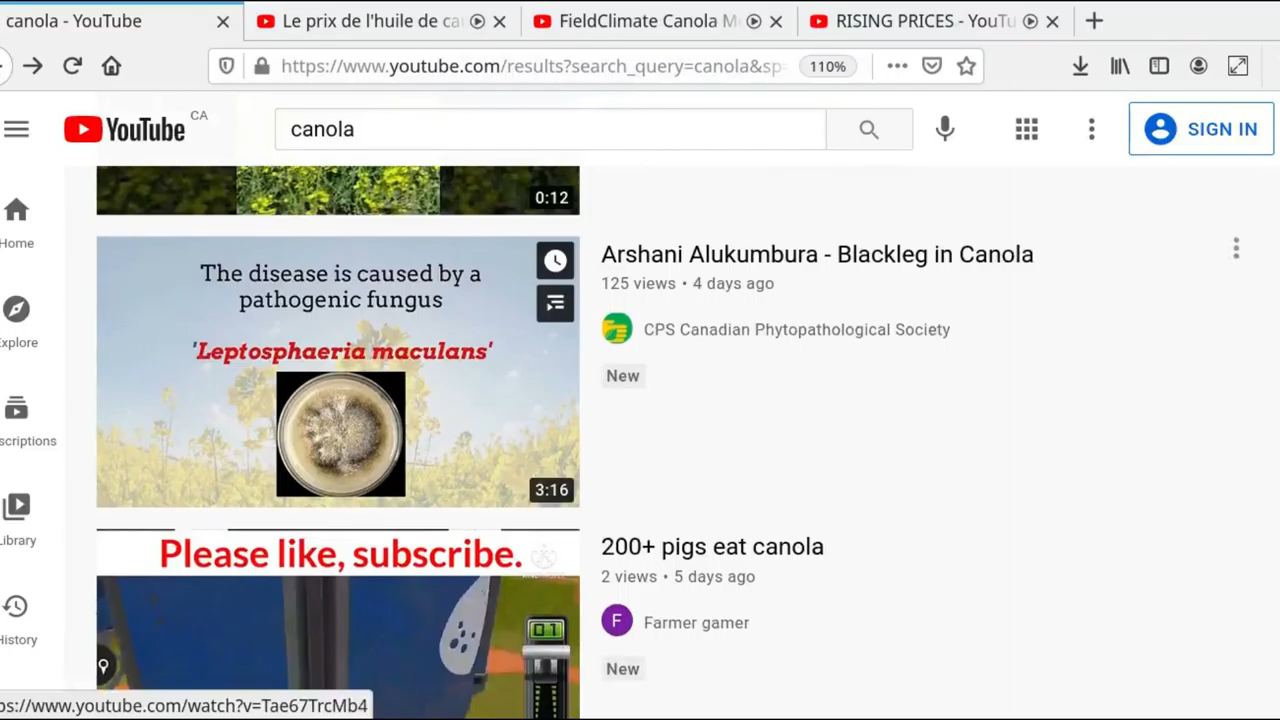 canola - YouTube
Le prix de l'huile de ca
FieldClimate Canola M
RISING PRICES - YouTu
https://www.youtube.com/results?search_query=canola&sp=
110%
YouTube CA
canola
SIGN IN
Home
Explore
scriptions
Library
History
0:12
The disease is caused by a
pathogenic fungus
'Leptosphaeria maculans'
3:16
Arshani Alukumbura - Blackleg in Canola
125 views • 4 days ago
CPS Canadian Phytopathological Society
New
Please like, subscribe.
01
200+ pigs eat canola
2 views • 5 days ago
F Farmer gamer
New
ps://www.youtube.com/watch?v=Tae67TrcMb4